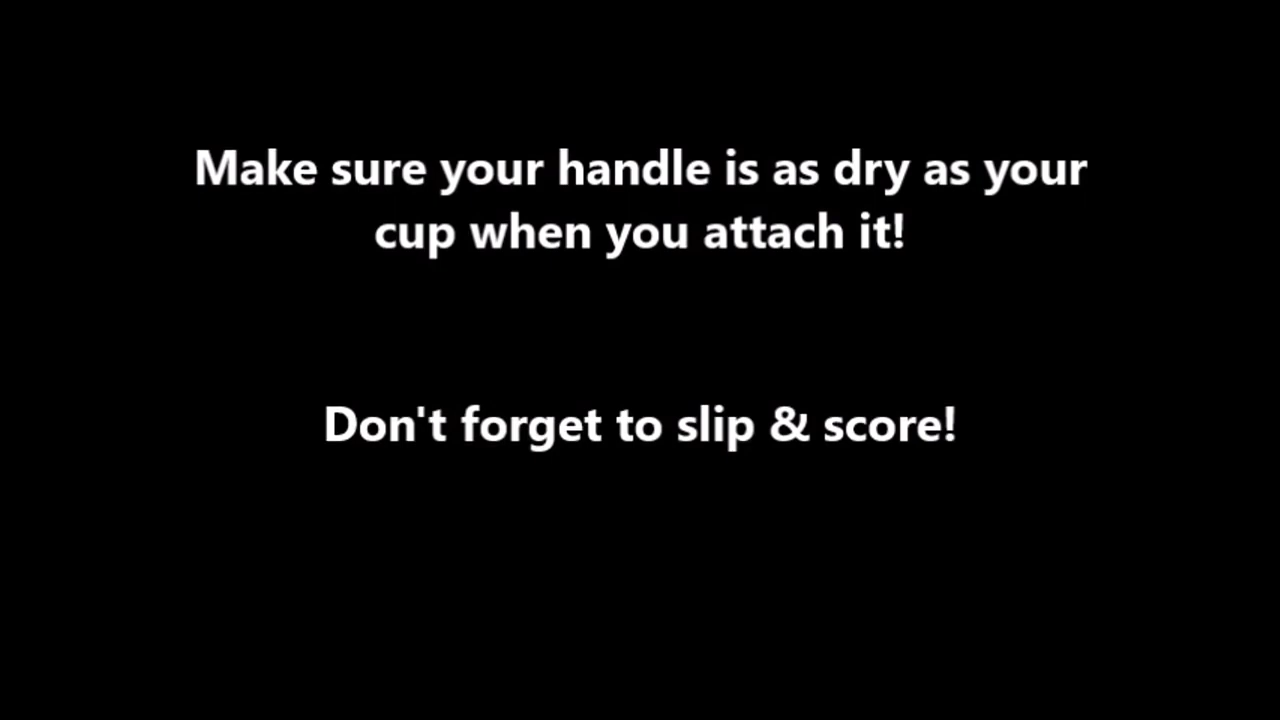 Make sure your handle is as dry as your
cup when you attach it!
Don't forget to slip & score!